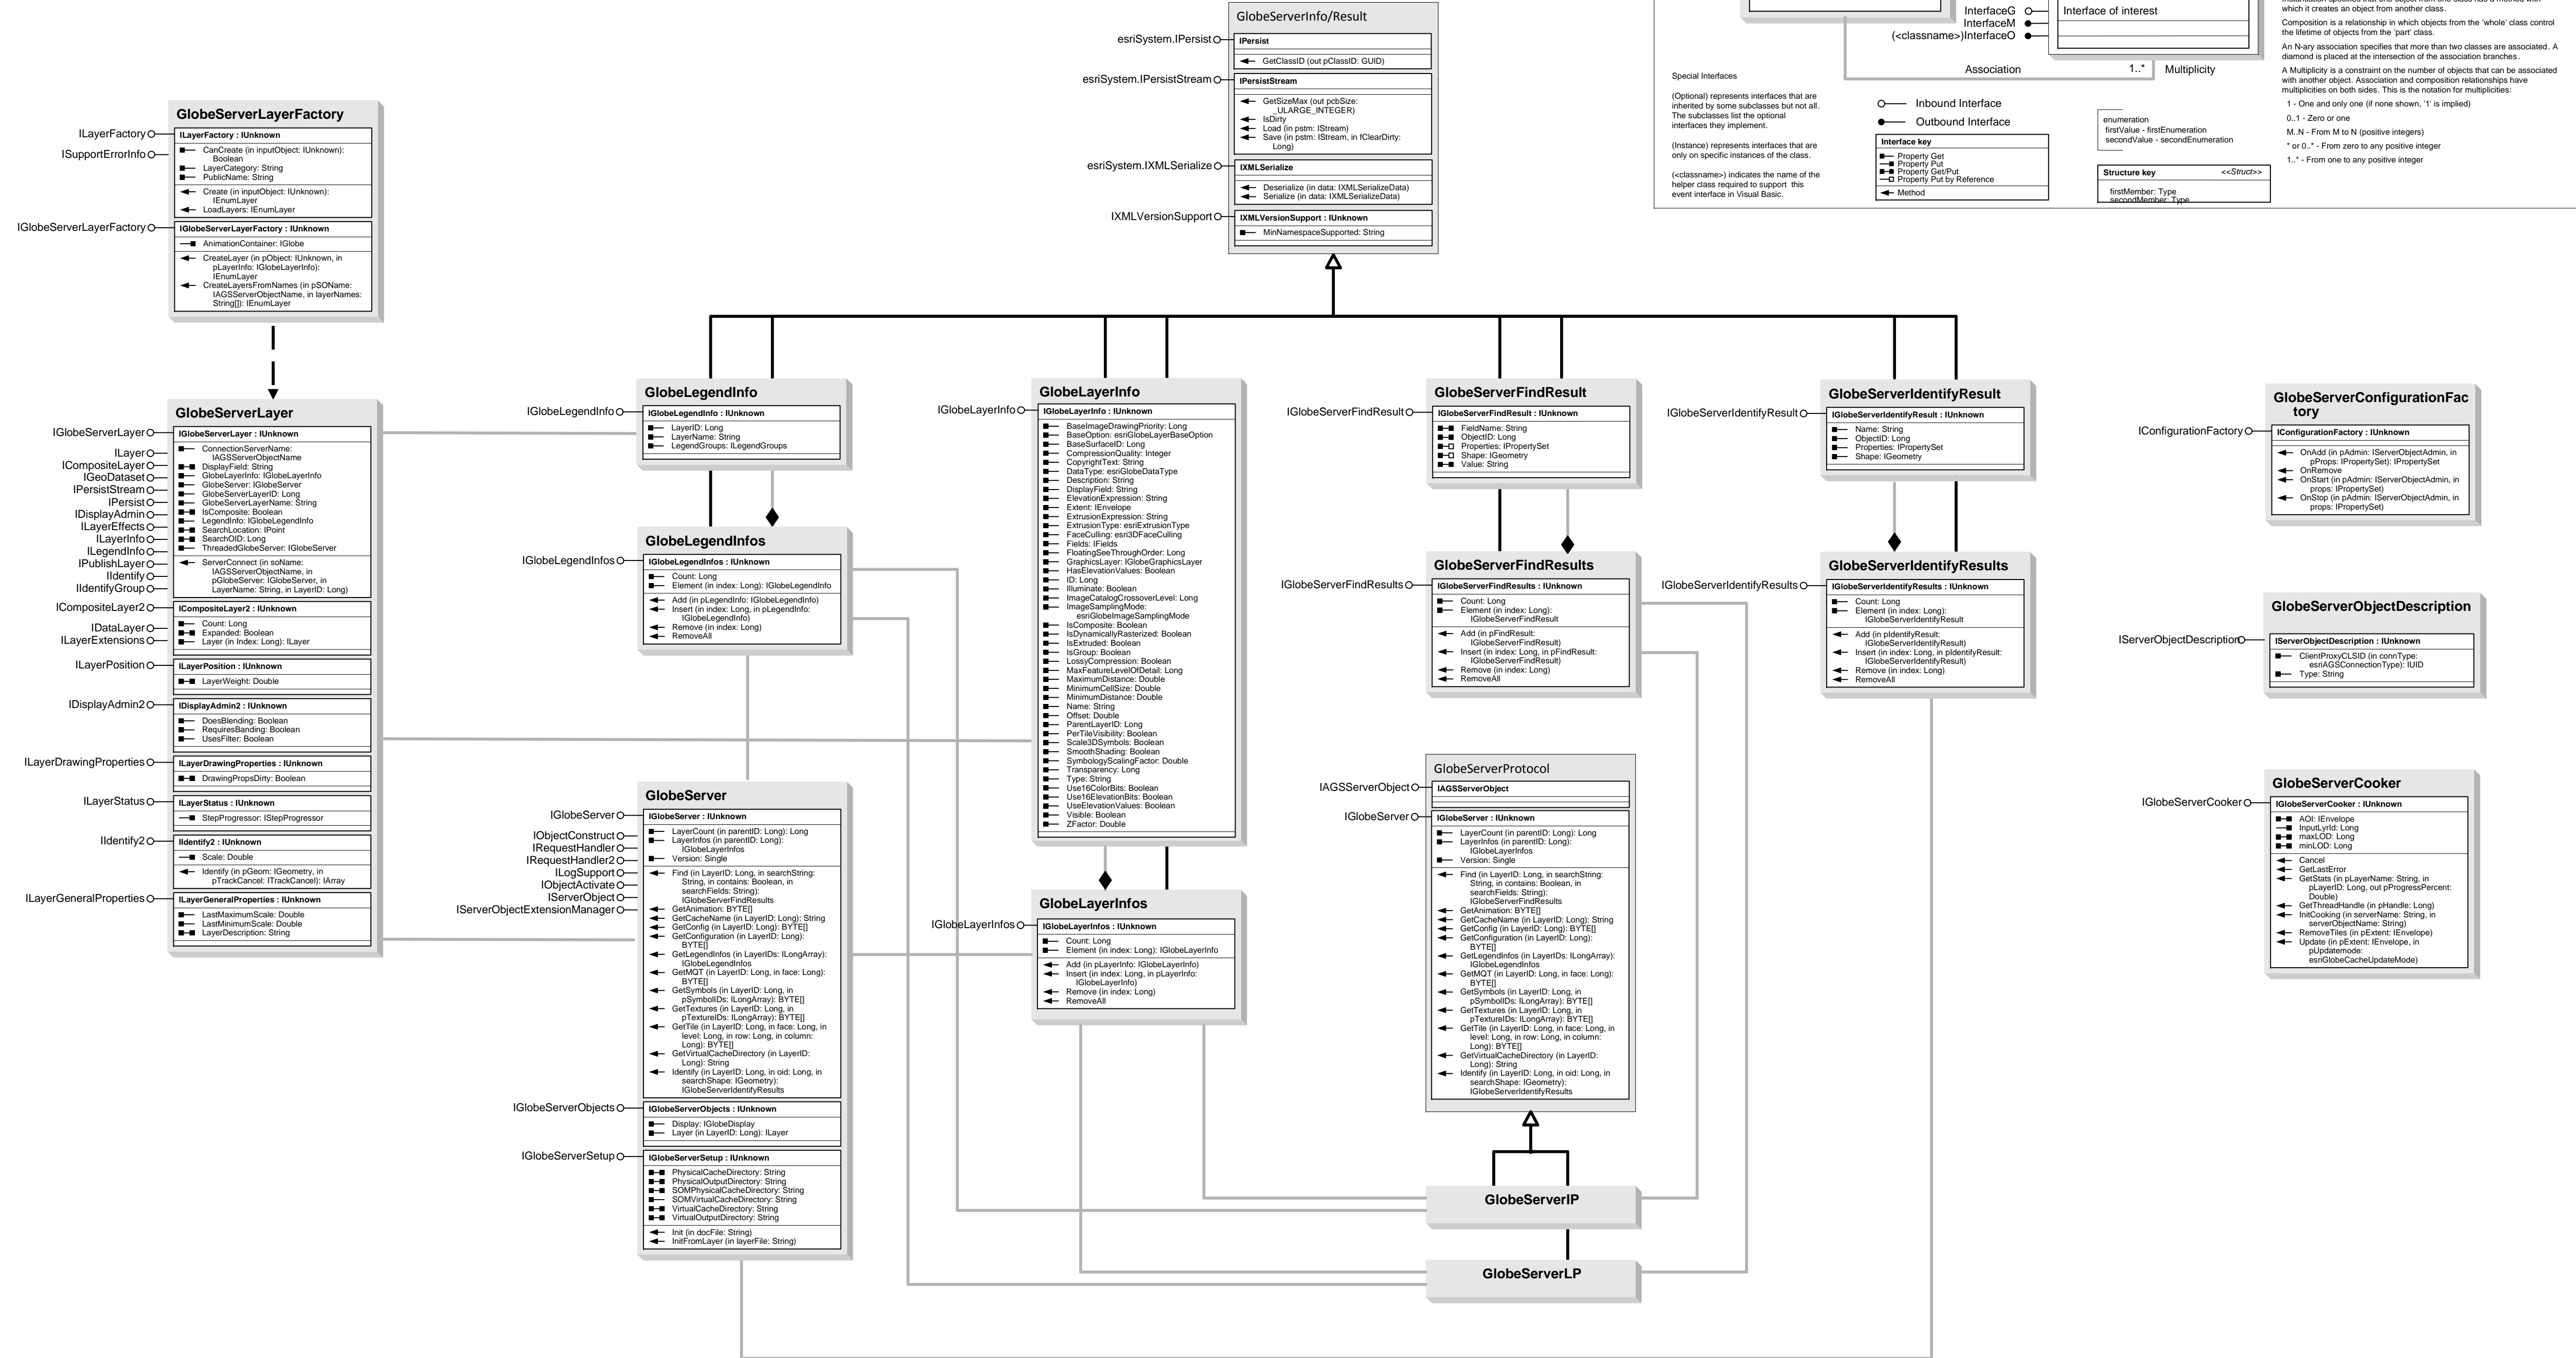 GlobeServerInfo/Result
esriSystem.IPersist
IPersist
GetClassID (out pClassID: GUID)
esriSystem.IPersistStream
IPersistStream
GetSizeMax (out pcbSize:
_ULARGE_INTEGER)
IsDirty
Load (in pstm: IStream)
Save (in pstm: IStream, in fClearDirty:
Long)
esriSystem.IXMLSerialize
IXMLSerialize
Deserialize (in data: IXMLSerializeData)
Serialize (in data: IXMLSerializeData)
IXMLVersionSupport
IXMLVersionSupport : IUnknown
MinNamespaceSupported: String
InterfaceG
InterfaceM
(<classname>)InterfaceO
Interface of interest
Association
1..*
Multiplicity
Special Interfaces
(Optional) represents interfaces that are
inherited by some subclasses but not all.
The subclasses list the optional
interfaces they implement.
(Instance) represents interfaces that are
only on specific instances of the class.
(<classname>) indicates the name of the
helper class required to support this
event interface in Visual Basic.
Inbound Interface
Outbound Interface
Interface key
Property Get
Property Put
Property Get/Put
Property Put by Reference
Method
enumeration
firstValue - firstEnumeration
secondValue - secondEnumeration
Structure key
<<Struct>>
firstMember: Type
secondMember: Type
which it creates an object from another class.
Composition is a relationship in which objects from the 'whole' class control
the lifetime of objects from the 'part' class.
An N-ary association specifies that more than two classes are associated. A
diamond is placed at the intersection of the association branches.
A Multiplicity is a constraint on the number of objects that can be associated
with another object. Association and composition relationships have
multiplicities on both sides. This is the notation for multiplicities:
1 - One and only one (if none shown, '1' is implied)
0..1 - Zero or one
M..N - From M to N (positive integers)
* or 0..* - From zero to any positive integer
1..* - From one to any positive integer
GlobeServerLayerFactory
ILayerFactory
ISupportErrorInfo
ILayerFactory : IUnknown
CanCreate (in inputObject: IUnknown):
Boolean
LayerCategory: String
PublicName: String
Create (in inputObject: IUnknown):
IEnumLayer
LoadLayers: IEnumLayer
IGlobeServerLayerFactory
IGlobeServerLayerFactory : IUnknown
AnimationContainer: IGlobe
CreateLayer (in pObject: IUnknown, in
pLayerInfo: IGlobeLayerInfo):
IEnumLayer
CreateLayersFromNames (in pSOName:
IAGSServerObjectName, in layerNames:
String[]): IEnumLayer
GlobeServerLayer
IGlobeServerLayer
ILayer
ICompositeLayer
IGeoDataset
IPersistStream
IPersist
IDisplayAdmin
ILayerEffects
ILayerInfo
ILegendInfo
IPublishLayer
IIdentify
IIdentifyGroup
IGlobeServerLayer : IUnknown
ConnectionServerName:
IAGSServerObjectName
DisplayField: String
GlobeLayerInfo: IGlobeLayerInfo
GlobeServer: IGlobeServer
GlobeServerLayerID: Long
GlobeServerLayerName: String
IsComposite: Boolean
LegendInfo: IGlobeLegendInfo
SearchLocation: IPoint
SearchOID: Long
ThreadedGlobeServer: IGlobeServer
ServerConnect (in soName:
IAGSServerObjectName, in
pGlobeServer: IGlobeServer, in
LayerName: String, in LayerID: Long)
ICompositeLayer2
IDataLayer
ILayerExtensions
ICompositeLayer2 : IUnknown
Count: Long
Expanded: Boolean
Layer (in Index: Long): ILayer
ILayerPosition
ILayerPosition : IUnknown
LayerWeight: Double
IDisplayAdmin2
IDisplayAdmin2 : IUnknown
DoesBlending: Boolean
RequiresBanding: Boolean
UsesFilter: Boolean
ILayerDrawingProperties
ILayerDrawingProperties : IUnknown
DrawingPropsDirty: Boolean
ILayerStatus
ILayerStatus : IUnknown
StepProgressor: IStepProgressor
IIdentify2
IIdentify2 : IUnknown
Scale: Double
Identify (in pGeom: IGeometry, in
pTrackCancel: ITrackCancel): IArray
ILayerGeneralProperties
ILayerGeneralProperties : IUnknown
LastMaximumScale: Double
LastMinimumScale: Double
LayerDescription: String
GlobeLegendInfo
IGlobeLegendInfo
IGlobeLegendInfo : IUnknown
LayerID: Long
LayerName: String
LegendGroups: ILegendGroups
GlobeLegendInfos
IGlobeLegendInfos
IGlobeLegendInfos : IUnknown
Count: Long
Element (in index: Long): IGlobeLegendInfo
Add (in pLegendInfo: IGlobeLegendInfo)
Insert (in index: Long, in pLegendInfo:
IGlobeLegendInfo)
Remove (in index: Long)
RemoveAll
GlobeServer
IGlobeServer
IObjectConstruct
IRequestHandler
IRequestHandler2
ILogSupport
IObjectActivate
IServerObject
IServerObjectExtensionManager
IGlobeServer : IUnknown
LayerCount (in parentID: Long): Long
LayerInfos (in parentID: Long):
IGlobeLayerInfos
Version: Single
Find (in LayerID: Long, in searchString:
String, in contains: Boolean, in
searchFields: String):
IGlobeServerFindResults
GetAnimation: BYTE[]
GetCacheName (in LayerID: Long): String
GetConfig (in LayerID: Long): BYTE[]
GetConfiguration (in LayerID: Long):
BYTE[]
GetLegendInfos (in LayerIDs: ILongArray):
IGlobeLegendInfos
GetMQT (in LayerID: Long, in face: Long):
BYTE[]
GetSymbols (in LayerID: Long, in
pSymbolIDs: ILongArray): BYTE[]
GetTextures (in LayerID: Long, in
pTextureIDs: ILongArray): BYTE[]
GetTile (in LayerID: Long, in face: Long, in
level: Long, in row: Long, in column:
Long): BYTE[]
GetVirtualCacheDirectory (in LayerID:
Long): String
Identify (in LayerID: Long, in oid: Long, in
searchShape: IGeometry):
IGlobeServerIdentifyResults
IGlobeServerObjects
IGlobeServerObjects : IUnknown
Display: IGlobeDisplay
Layer (in LayerID: Long): ILayer
IGlobeServerSetup
IGlobeServerSetup : IUnknown
PhysicalCacheDirectory: String
PhysicalOutputDirectory: String
SOMPhysicalCacheDirectory: String
SOMVirtualCacheDirectory: String
VirtualCacheDirectory: String
VirtualOutputDirectory: String
Init (in docFile: String)
InitFromLayer (in layerFile: String)
GlobeLayerInfo
IGlobeLayerInfo
IGlobeLayerInfo : IUnknown
BaseImageDrawingPriority: Long
BaseOption: esriGlobeLayerBaseOption
BaseSurfaceID: Long
CompressionQuality: Integer
CopyrightText: String
DataType: esriGlobeDataType
Description: String
DisplayField: String
ElevationExpression: String
Extent: IEnvelope
ExtrusionExpression: String
ExtrusionType: esriExtrusionType
FaceCulling: esri3DFaceCulling
Fields: IFields
FloatingSeeThroughOrder: Long
GraphicsLayer: IGlobeGraphicsLayer
HasElevationValues: Boolean
ID: Long
Illuminate: Boolean
ImageCatalogCrossoverLevel: Long
ImageSamplingMode:
esriGlobeImageSamplingMode
IsComposite: Boolean
IsDynamicallyRasterized: Boolean
IsExtruded: Boolean
IsGroup: Boolean
LossyCompression: Boolean
MaxFeatureLevelOfDetail: Long
MaximumDistance: Double
MinimumCellSize: Double
MinimumDistance: Double
Name: String
Offset: Double
ParentLayerID: Long
PerTileVisibility: Boolean
Scale3DSymbols: Boolean
SmoothShading: Boolean
SymbologyScalingFactor: Double
Transparency: Long
Type: String
Use16ColorBits: Boolean
Use16ElevationBits: Boolean
UseElevationValues: Boolean
Visible: Boolean
ZFactor: Double
GlobeLayerInfos
IGlobeLayerInfos
IGlobeLayerInfos : IUnknown
Count: Long
Element (in index: Long): IGlobeLayerInfo
Add (in pLayerInfo: IGlobeLayerInfo)
Insert (in index: Long, in pLayerInfo:
IGlobeLayerInfo)
Remove (in index: Long)
RemoveAll
GlobeServerFindResult
IGlobeServerFindResult
IGlobeServerFindResult : IUnknown
FieldName: String
ObjectID: Long
Properties: IPropertySet
Shape: IGeometry
Value: String
GlobeServerFindResults
IGlobeServerFindResults
IGlobeServerFindResults : IUnknown
Count: Long
Element (in index: Long):
IGlobeServerFindResult
Add (in pFindResult:
IGlobeServerFindResult)
Insert (in index: Long, in pFindResult:
IGlobeServerFindResult)
Remove (in index: Long)
RemoveAll
GlobeServerProtocol
IAGSServerObject
IAGSServerObject
IGlobeServer
IGlobeServer : IUnknown
LayerCount (in parentID: Long): Long
LayerInfos (in parentID: Long):
IGlobeLayerInfos
Version: Single
Find (in LayerID: Long, in searchString:
String, in contains: Boolean, in
searchFields: String):
IGlobeServerFindResults
GetAnimation: BYTE[]
GetCacheName (in LayerID: Long): String
GetConfig (in LayerID: Long): BYTE[]
GetConfiguration (in LayerID: Long):
BYTE[]
GetLegendInfos (in LayerIDs: ILongArray):
IGlobeLegendInfos
GetMQT (in LayerID: Long, in face: Long):
BYTE[]
GetSymbols (in LayerID: Long, in
pSymbolIDs: ILongArray): BYTE[]
GetTextures (in LayerID: Long, in
pTextureIDs: ILongArray): BYTE[]
GetTile (in LayerID: Long, in face: Long, in
level: Long, in row: Long, in column:
Long): BYTE[]
GetVirtualCacheDirectory (in LayerID:
Long): String
Identify (in LayerID: Long, in oid: Long, in
searchShape: IGeometry):
IGlobeServerIdentifyResults
GlobeServerIP
GlobeServerLP
GlobeServerIdentifyResult
IGlobeServerIdentifyResult
IGlobeServerIdentifyResult : IUnknown
Name: String
ObjectID: Long
Properties: IPropertySet
Shape: IGeometry
GlobeServerIdentifyResults
IGlobeServerIdentifyResults
IGlobeServerIdentifyResults : IUnknown
Count: Long
Element (in index: Long):
IGlobeServerIdentifyResult
Add (in pIdentifyResult:
IGlobeServerIdentifyResult)
Insert (in index: Long, in pIdentifyResult:
IGlobeServerIdentifyResult)
Remove (in index: Long)
RemoveAll
GlobeServerConfigurationFac
tory
IConfigurationFactory
IConfigurationFactory : IUnknown
OnAdd (in pAdmin: IServerObjectAdmin, in
pProps: IPropertySet): IPropertySet
OnRemove
OnStart (in pAdmin: IServerObjectAdmin, in
props: IPropertySet)
OnStop (in pAdmin: IServerObjectAdmin, in
props: IPropertySet)
GlobeServerObjectDescription
IServerObjectDescription
IServerObjectDescription : IUnknown
ClientProxyCLSID (in connType:
esriAGSConnectionType): IUID
Type: String
GlobeServerCooker
IGlobeServerCooker
IGlobeServerCooker : IUnknown
AOI: IEnvelope
InputLyrId: Long
maxLOD: Long
minLOD: Long
Cancel
GetLastError
GetStats (in pLayerName: String, in
pLayerID: Long, out pProgressPercent:
Double)
GetThreadHandle (in pHandle: Long)
InitCooking (in serverName: String, in
serverObjectName: String)
RemoveTiles (in pExtent: IEnvelope)
Update (in pExtent: IEnvelope, in
pUpdatemode:
esriGlobeCacheUpdateMode)